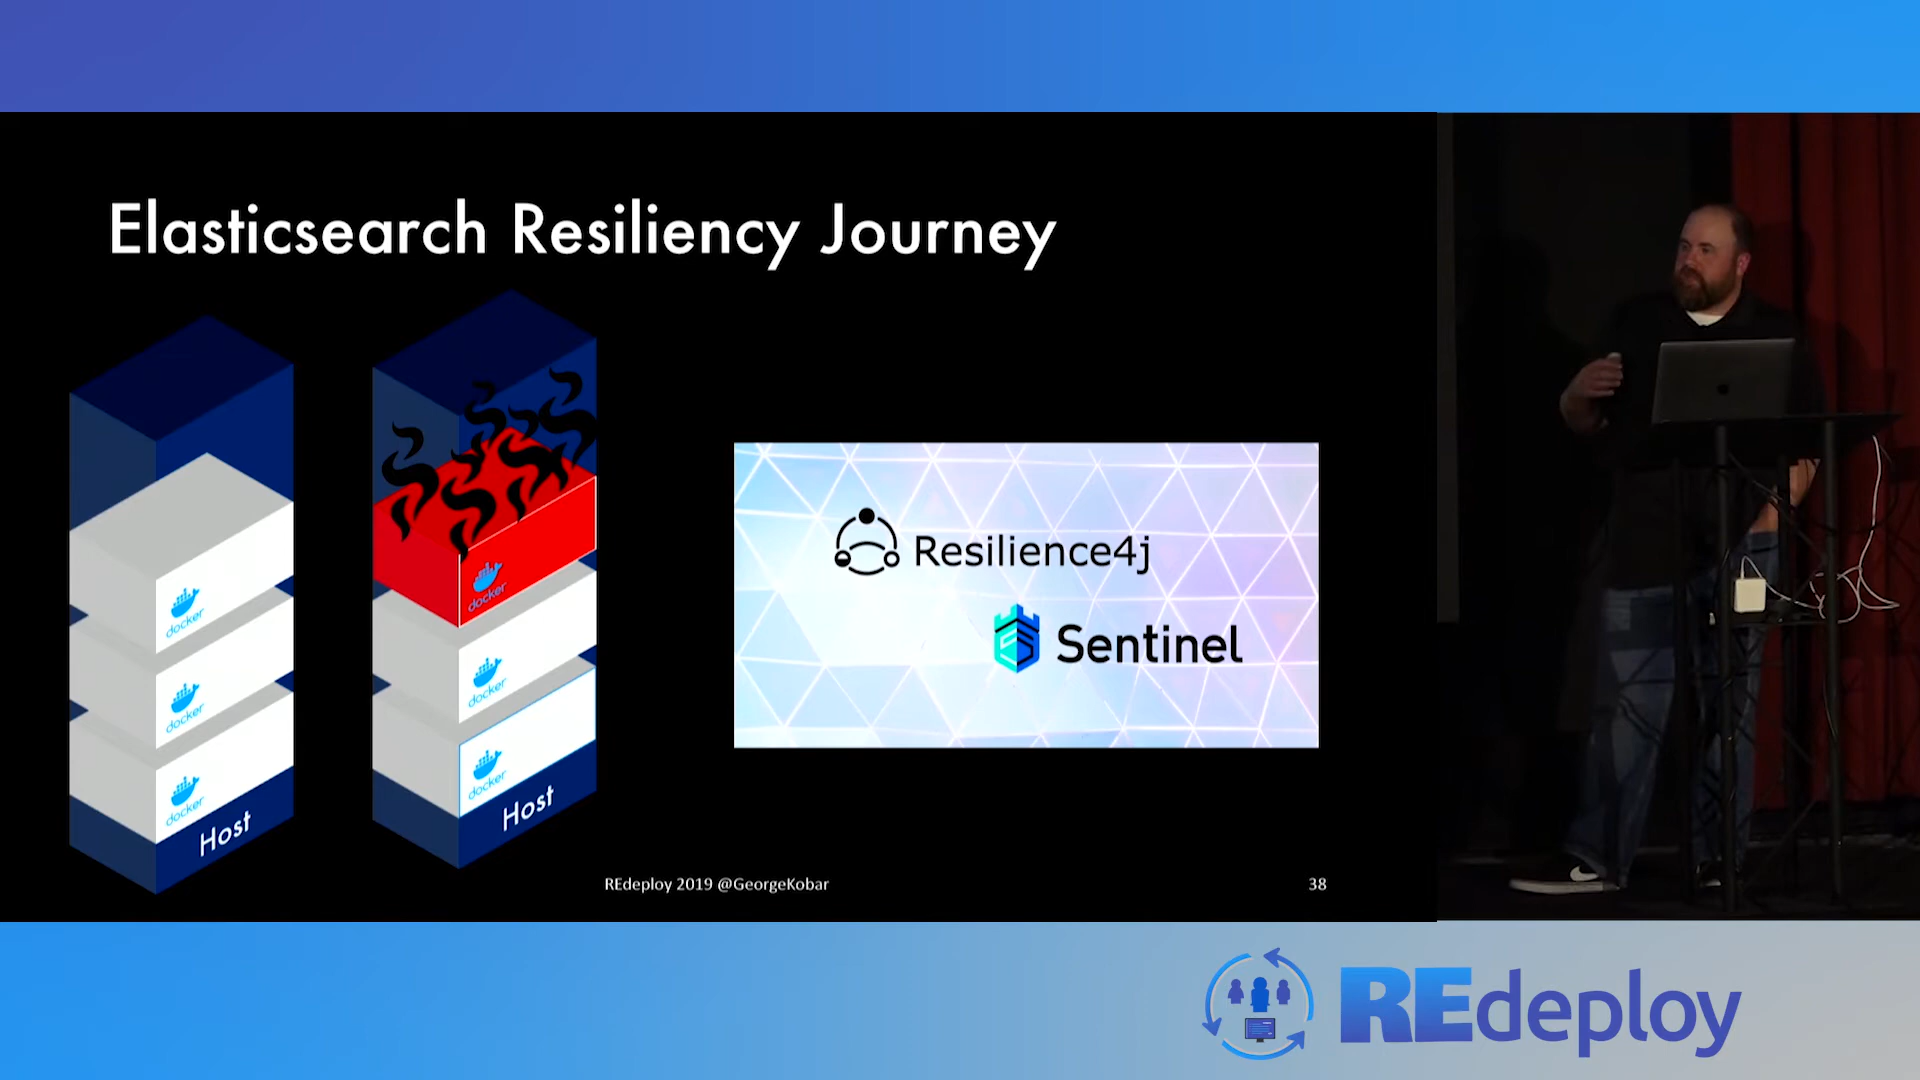 Elasticsearch Resiliency Journey
docker
docker
docker
Host
docker
docker
docker
Host
Resilience4j
Sentinel
REdeploy 2019 @GeorgeKobar
38
REdeploy